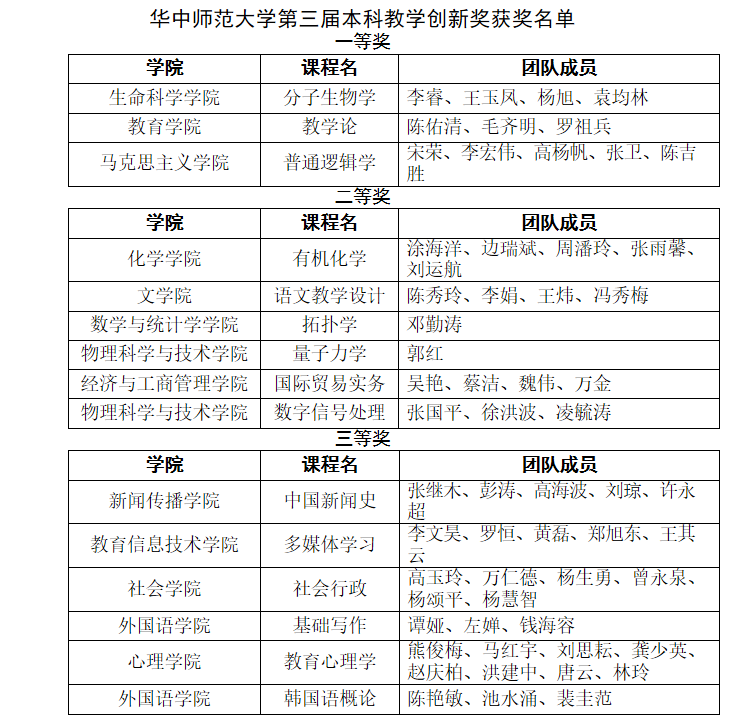 华中师范大学第三届本科教学创新奖获奖名单
一等奖
学院 课程名 团队成员
生命科学学院 分子生物学 李睿、王玉凤、杨旭、袁均林
教育学院 教学论 陈佑清、毛齐明、罗祖兵
马克思主义学院 普通逻辑学 宋荣、李宏伟、高杨帆、张卫、陈吉
胜
二等奖
学院 课程名 团队成员
化学学院 有机化学 涂海洋、边瑞斌、周潘玲、张雨馨、
刘运航
文学院 语文教学设计 陈秀玲、李娟、王炜、冯秀梅
数学与统计学学院 拓扑学 邓勤涛
物理科学与技术学院 量子力学 郭红
经济与工商管理学院 国际贸易实务 吴艳、蔡洁、魏伟、万金
物理科学与技术学院 数字信号处理 张国平、徐洪波、凌毓涛
三等奖
学院 课程名 团队成员
新闻传播学院 中国新闻史 张继木、彭涛、高海波、刘琼、许永
超
教育信息技术学院 多媒体学习 李文昊、罗恒、黄磊、郑旭东、王其
云
社会学院 社会行政 高玉玲、万仁德、杨生勇、曾永泉、
杨颂平、杨慧智
外国语学院 基础写作 谭娅、左婵、钱海容
心理学院 教育心理学 熊俊梅、马红宇、刘思耘、龚少英、
赵庆柏、洪建中、唐云、林玲
外国语学院 韩国语概论 陈艳敏、池水涌、裴圭范